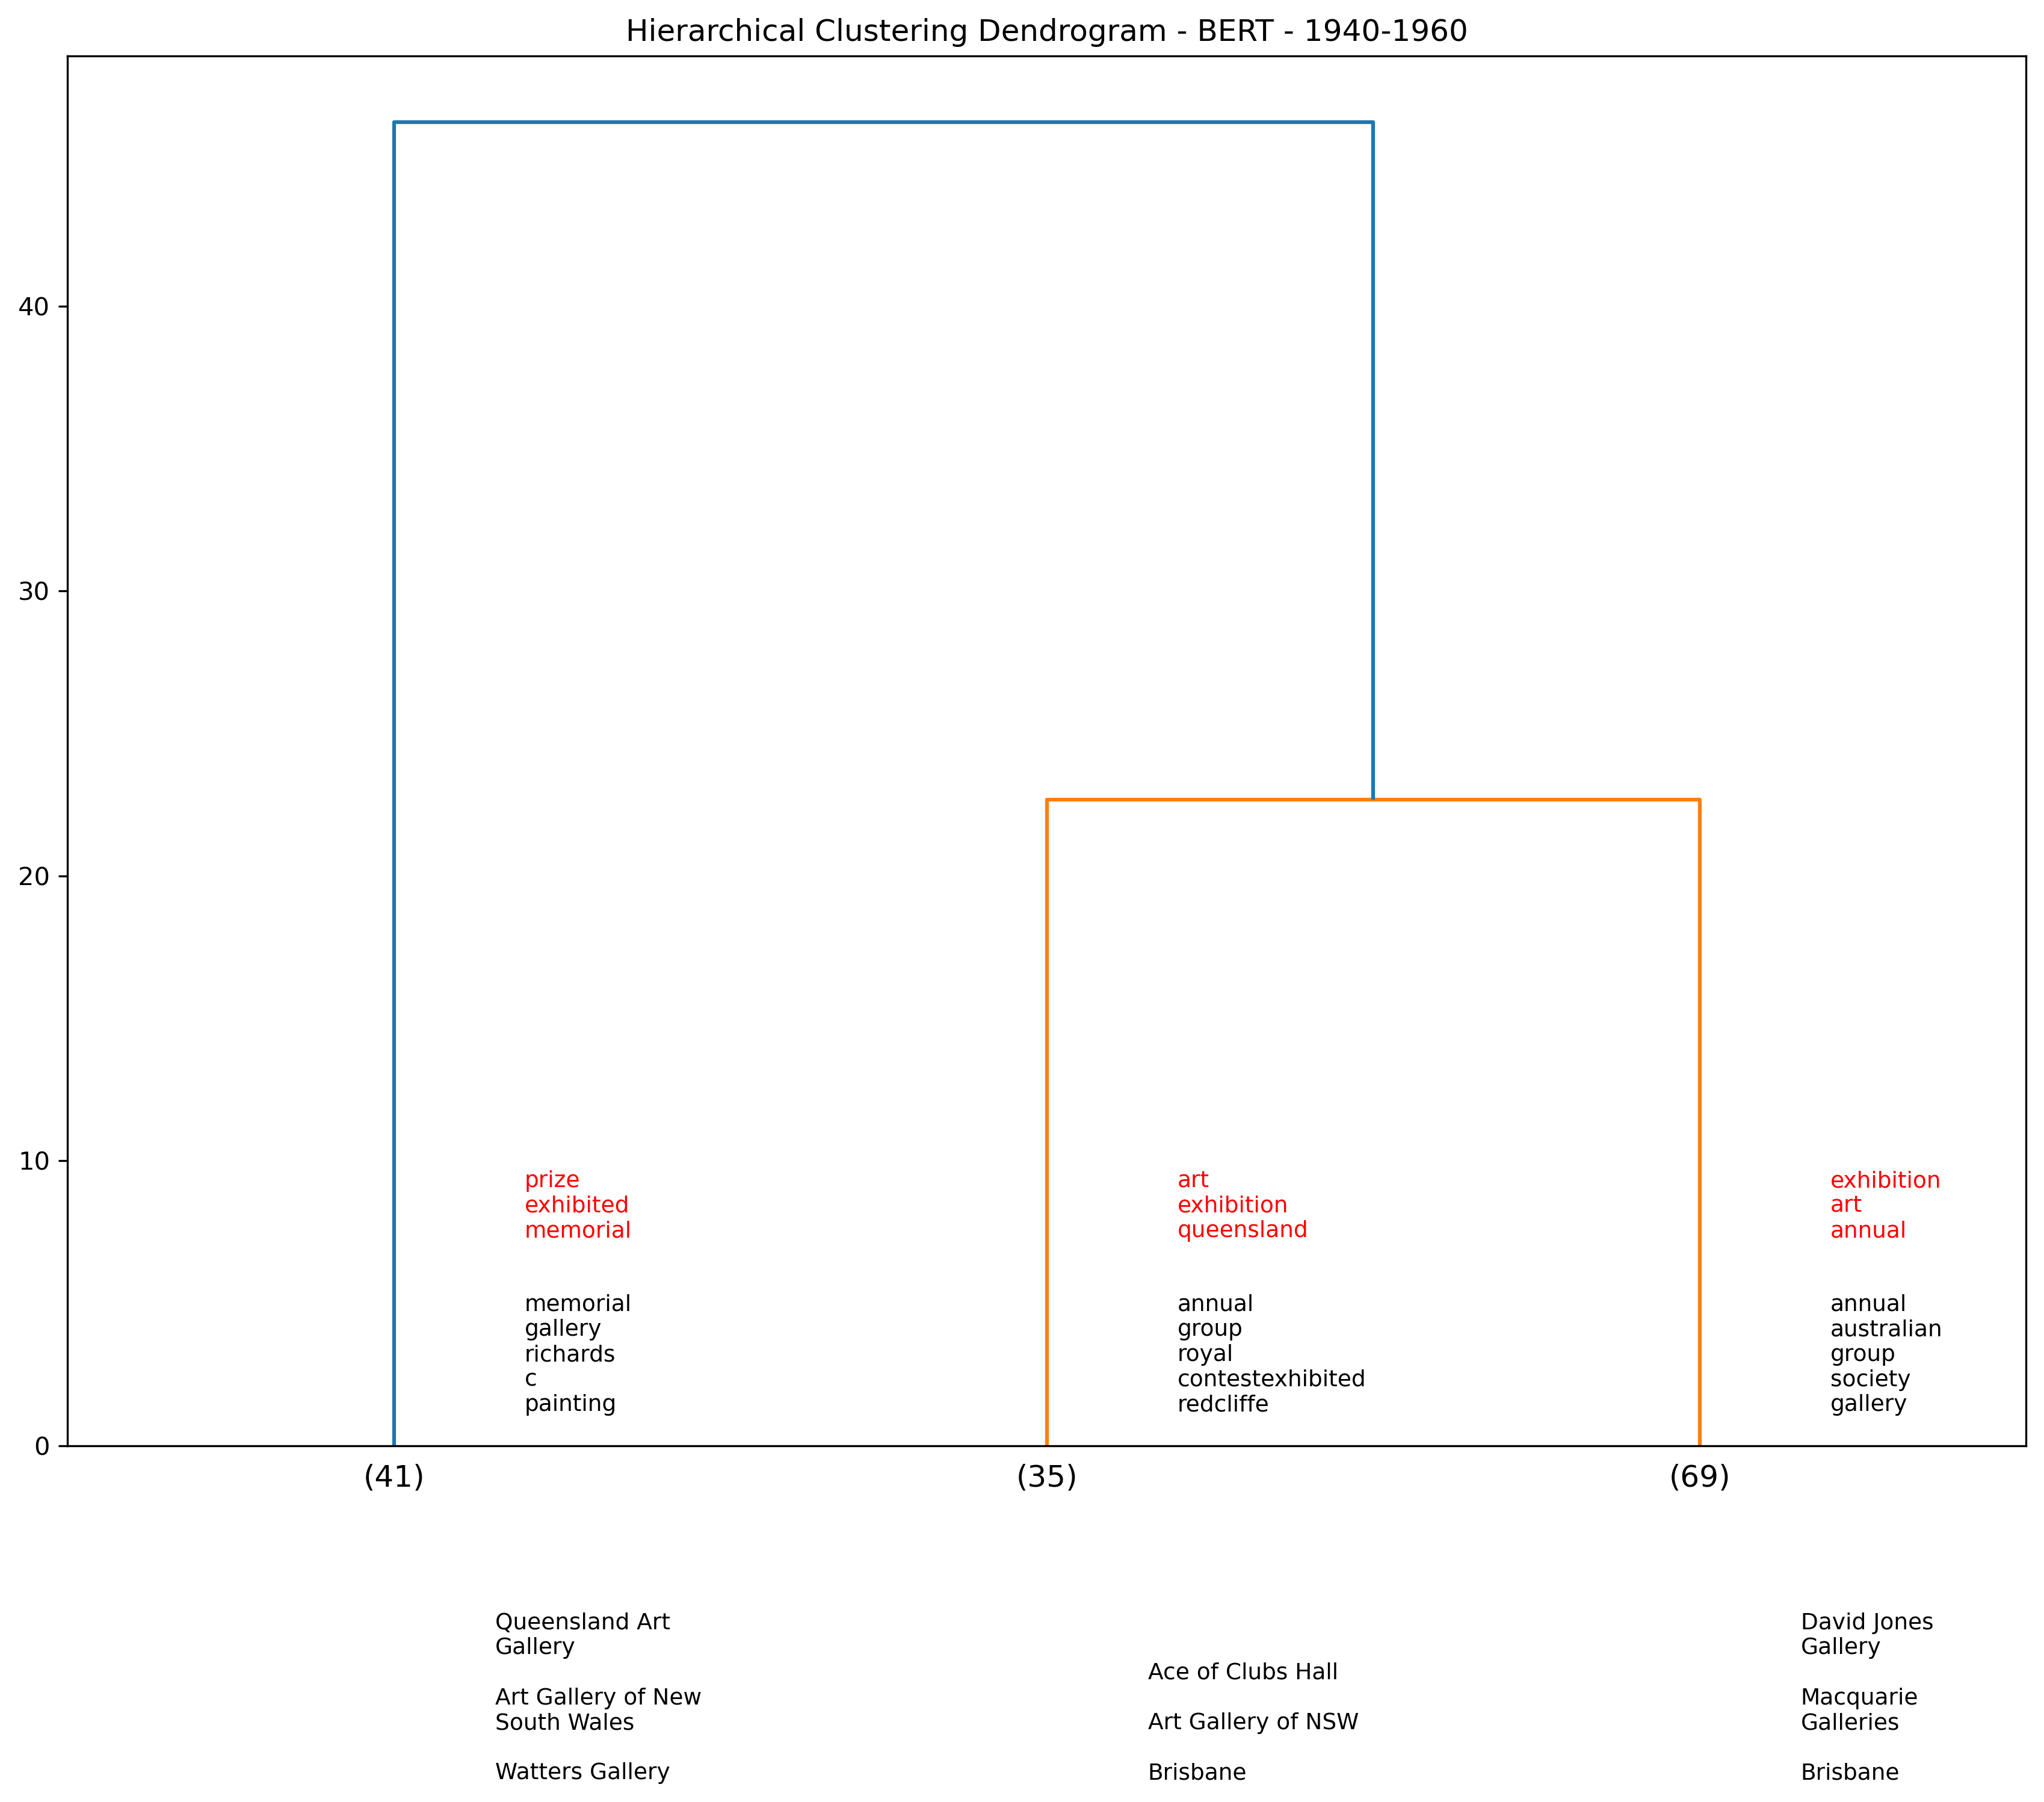 Hierarchical Clustering Dendrogram - BERT - 1940-1960
40
30
20
10
0
prize
exhibited
memorial
memorial
gallery
richards
c
painting
art
exhibition
queensland
annual
group
royal
contestexhibited
redcliffe
exhibition
art
annual
annual
australian
group
society
gallery
(41)
(35)
(69)
Queensland Art
Gallery
Art Gallery of New
South Wales
Watters Gallery
Ace of Clubs Hall
Art Gallery of NSW
Brisbane
David Jones
Gallery
Macquarie
Galleries
Brisbane